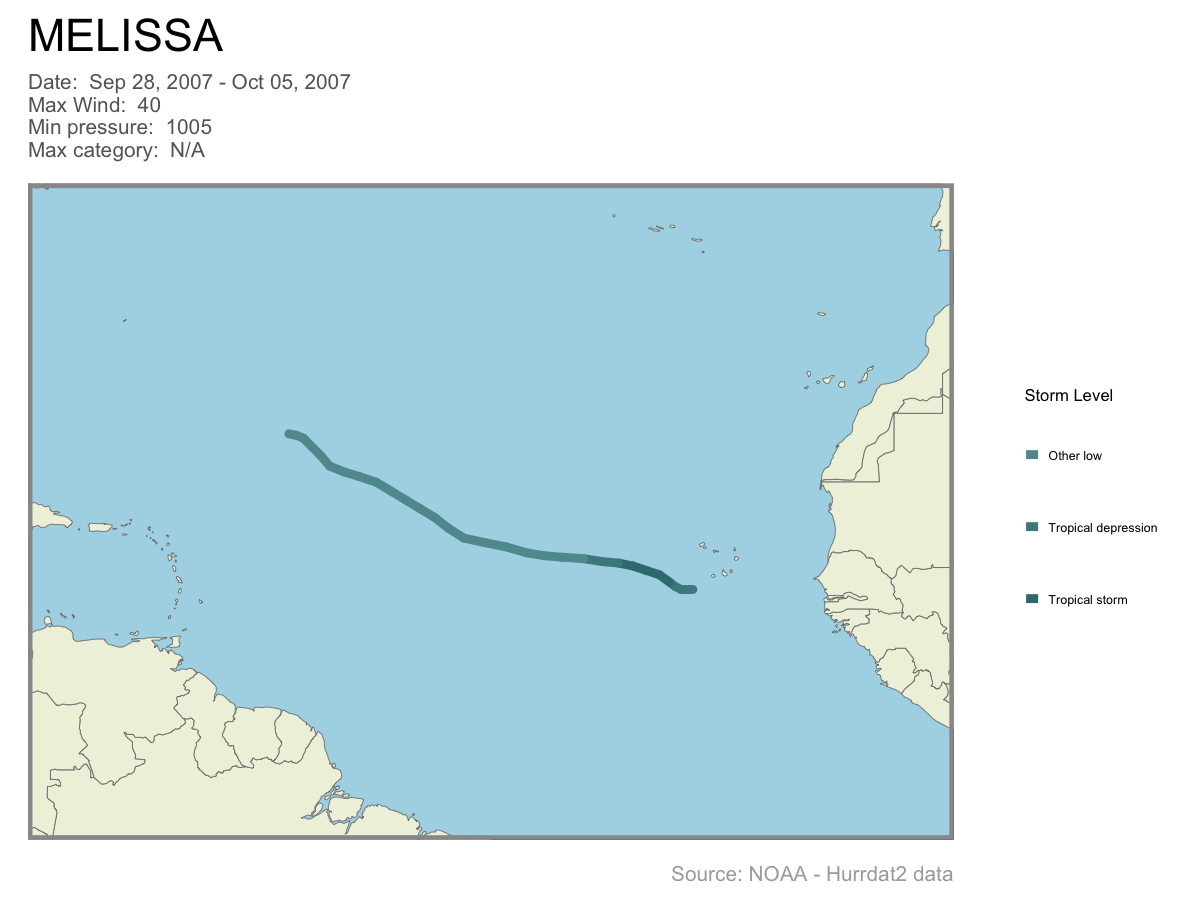 MELISSA
Date:  Sep 28, 2007 - Oct 05, 2007
Max Wind:  40
Min pressure:  1005
Max category:  N/A
Storm Level
Other low
Tropical depression
Tropical storm
Source: NOAA - Hurrdat2 data